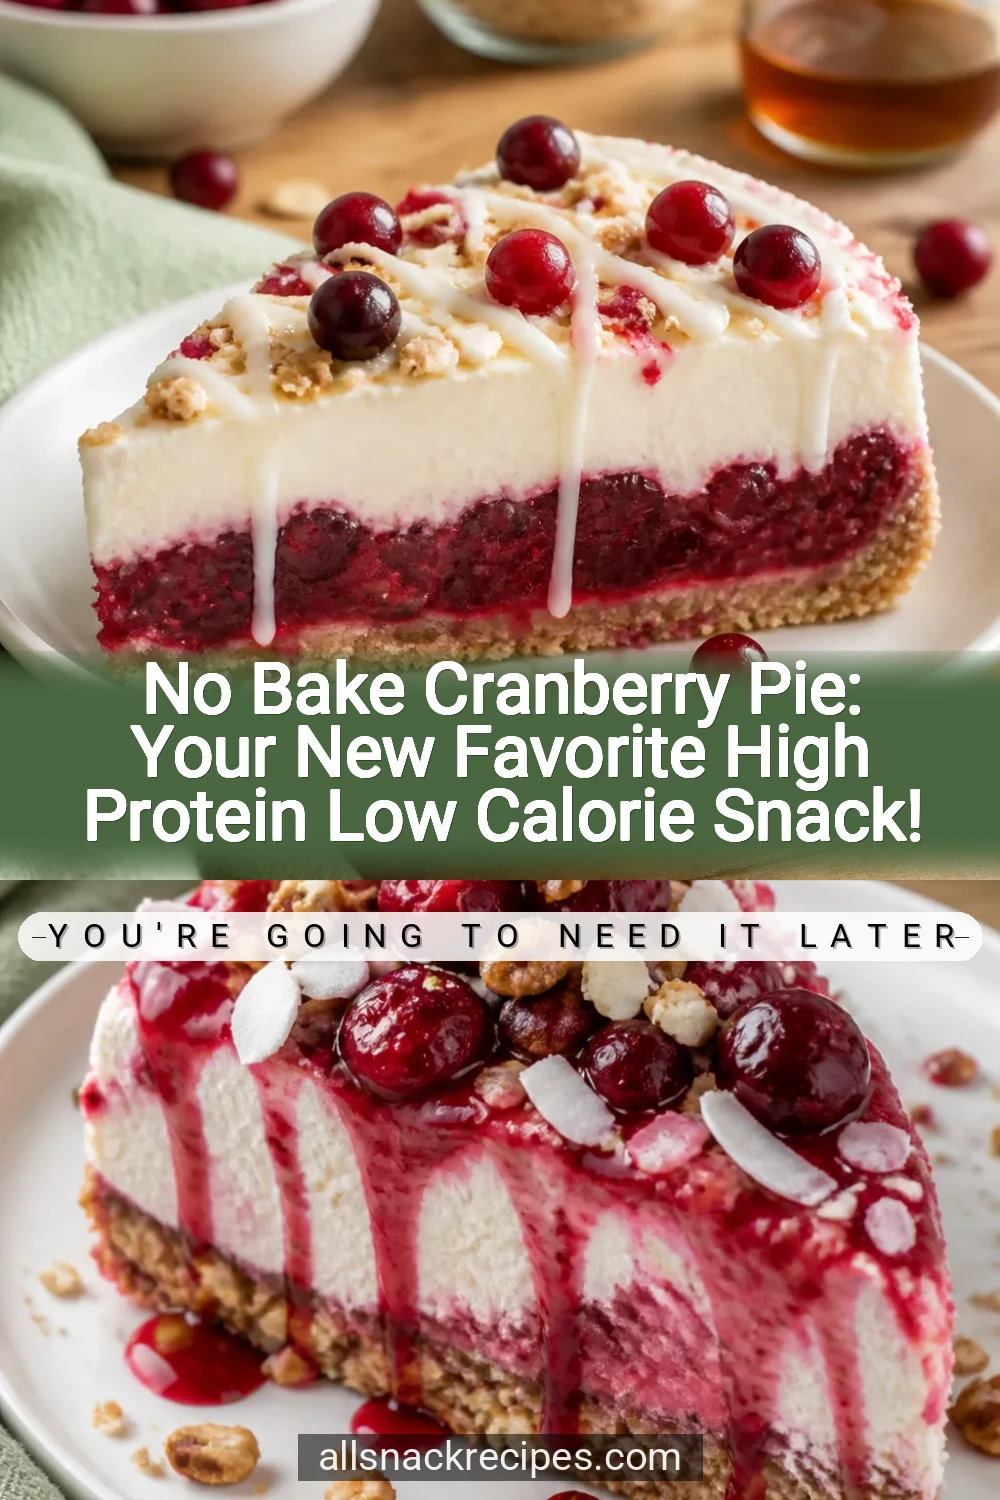 No Bake Cranberry Pie:
Your New Favorite High
Protein Low Calorie Snack!
YOU'RE GOING TO NEED IT LATER
allsnackrecipes.com